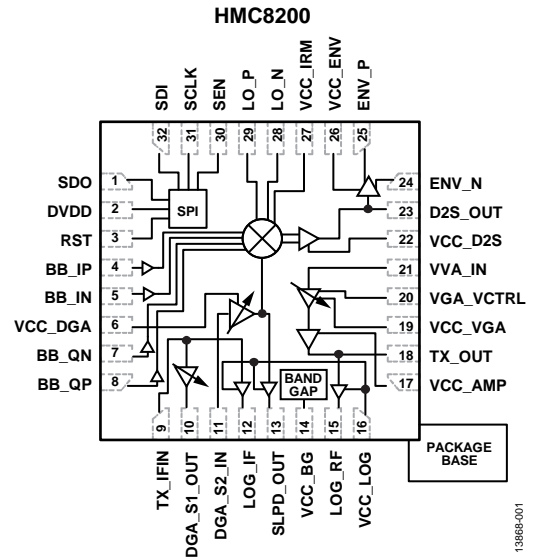 HMC8200
SDI
SCLK
SEN
LO_P
LO_N
VCC_IRM
VCC_ENV
ENV_P
32
31
30
29
28
27
26
25
SDO 1
DVDD 2
RST 3
BB_IP 4
BB_IN 5
VCC_DGA 6
BB_QN 7
BB_QP 8
SPI
24 ENV_N
23 D2S_OUT
22 VCC_D2S
21 VVA_IN
20 VGA_VCTRL
19 VCC_VGA
18 TX_OUT
17 VCC_AMP
BAND
GAP
9
10
11
12
13
14
15
16
TX_IFIN
DGA_S1_OUT
DGA_S2_IN
LOG_IF
SLPD_OUT
VCC_BG
LOG_RF
VCC_LOG
PACKAGE
BASE
13868-001